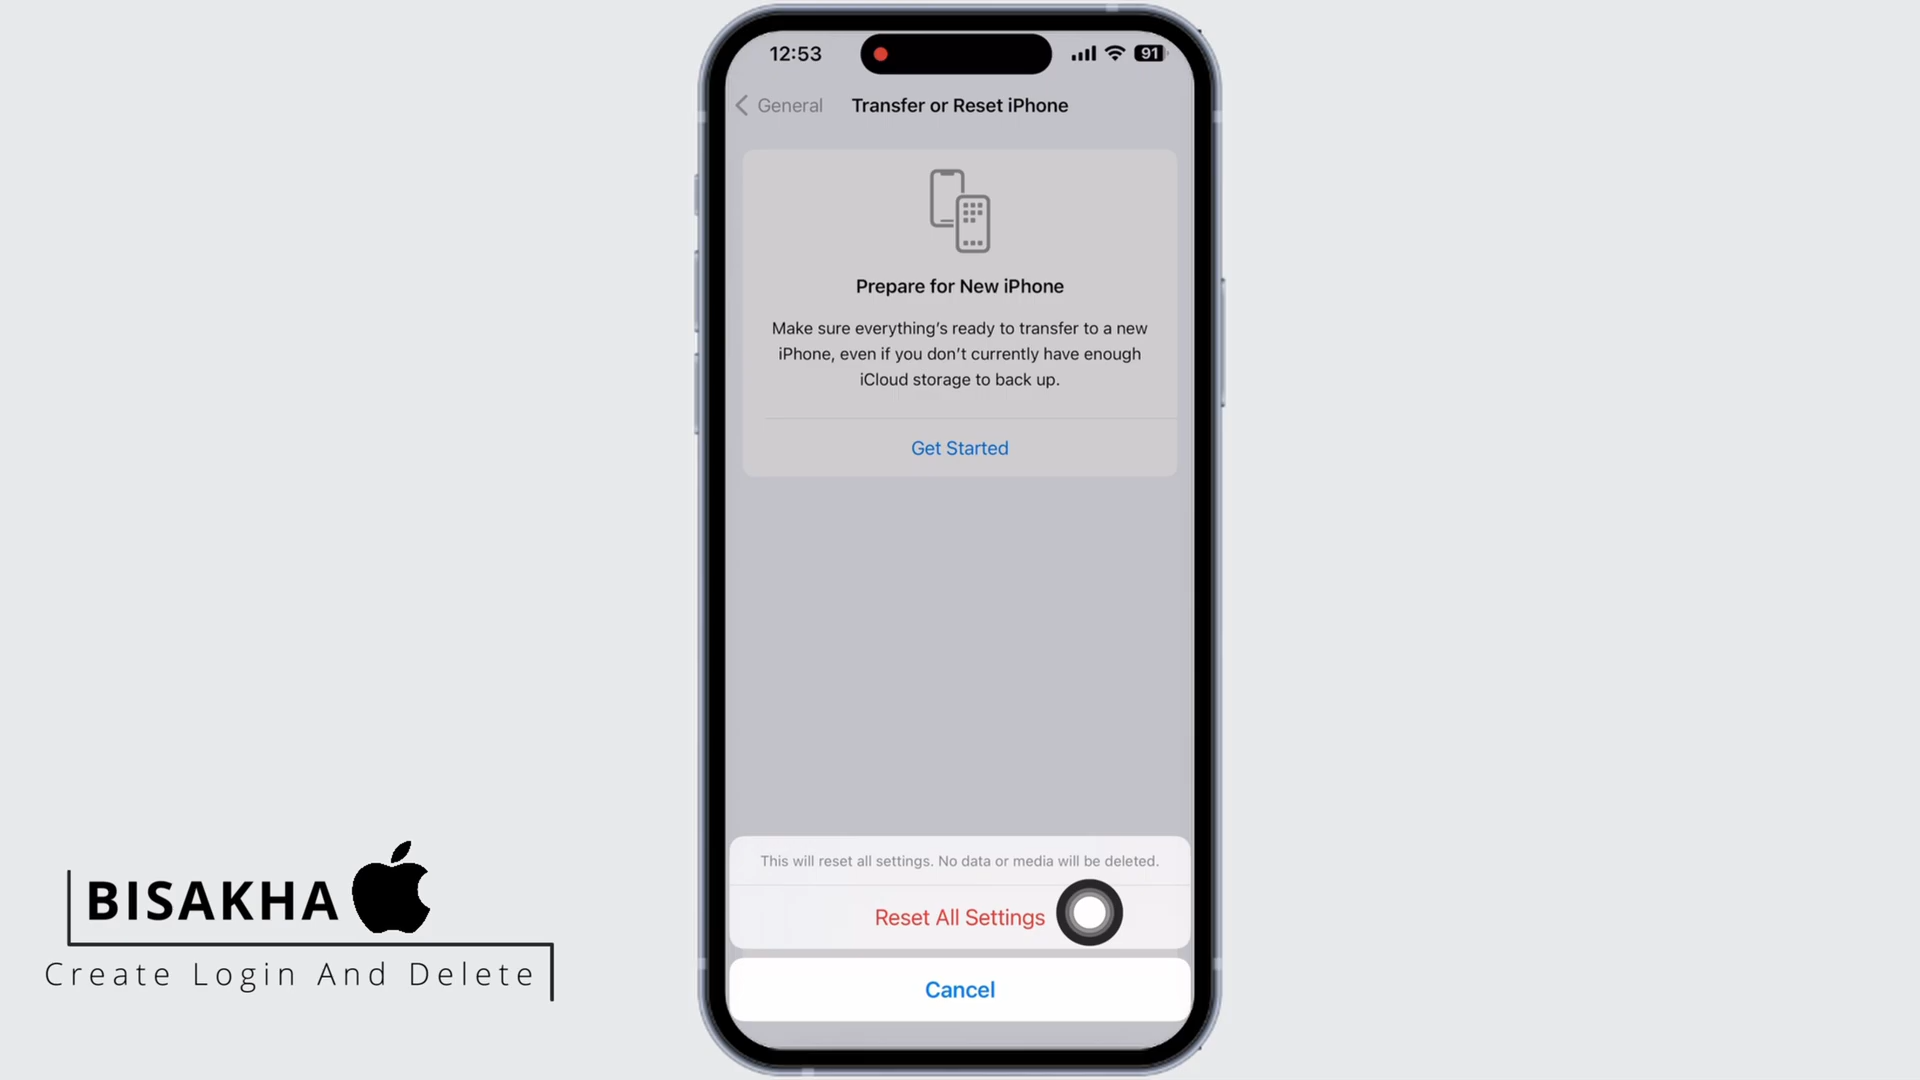 12:53
91
General
Transfer or Reset iPhone
Prepare for New iPhone
Make sure everything's ready to transfer to a new
iPhone, even if you don't currently have enough
iCloud storage to back up.
Get Started
This will reset all settings. No data or media will be deleted.
Reset All Settings
Cancel
BISAKHA
Create Login And Delete